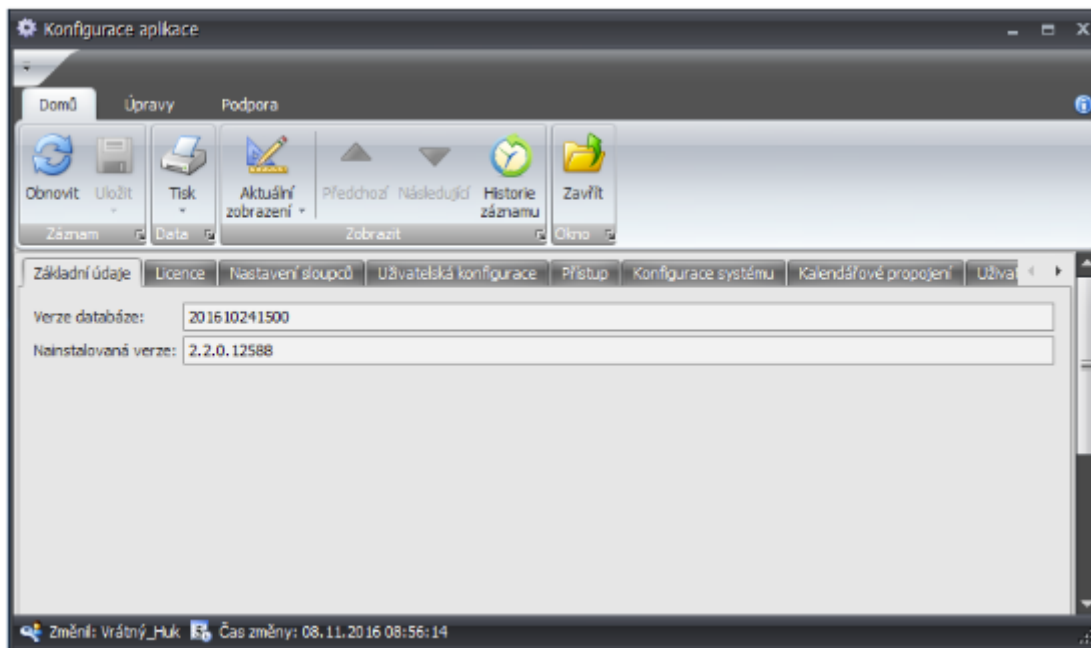 Konfigurace aplikace
Domů Úpravy Podpora
Obnovit Uložit Tisk Aktuální zobrazení Předchozí Následující Historie záznamu Zavřít
Záznam Data Zobrazit Okno
Základní údaje Licence Nastavení sloupců Uživatelská konfigurace Přístup Konfigurace systému Kalendářové propojení Uživat
Verze databáze: 201610241500
Nainstalovaná verze: 2.2.0.12588
Změnil: Vrátný_Huk Čas změny: 08.11.2016 08:56:14